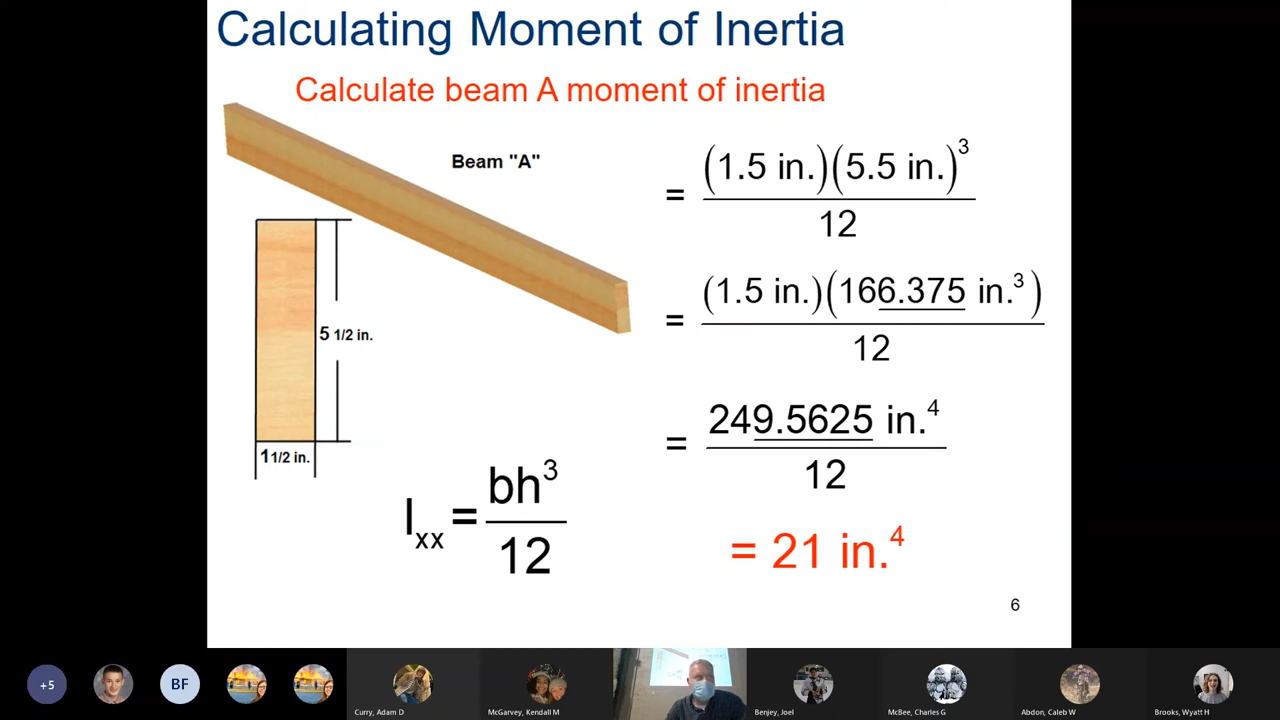 Calculating Moment of Inertia
Calculate beam A moment of inertia
Beam "A"
5 1/2 in.
1 1/2 in.
Ixx = bh³
12
= (1.5 in.)(5.5 in.)³
12
= (1.5 in.)(166.375 in.³)
12
= 249.5625 in.⁴
12
= 21 in.⁴
6
+5
BF
Curry, Adam D
McGarvey, Kendall M
Benjey, Joel
McBee, Charles G
Abdon, Caleb W
Brooks, Wyatt H